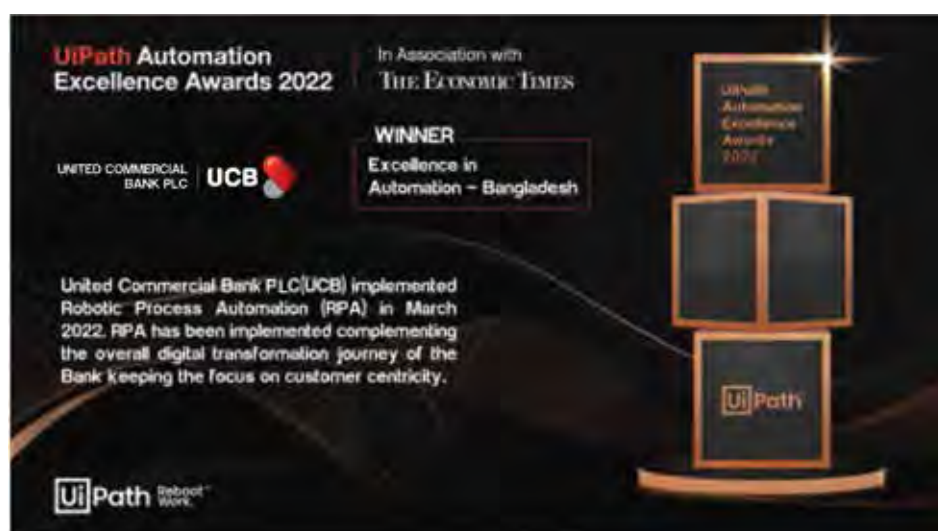 UiPath Automation
Excellence Awards 2022
In Association with
THE ECONOMIC TIMES
UNITED COMMERCIAL
BANK PLC
UCB
WINNER
Excellence in
Automation – Bangladesh
United Commercial Bank PLC(UCB) implemented
Robotic Process Automation (RPA) in March
2022. RPA has been implemented complementing
the overall digital transformation journey of the
Bank keeping the focus on customer centricity.
UiPath
Automation
Excellence
Awards
2022
UiPath
UiPath Reboot™
Work.